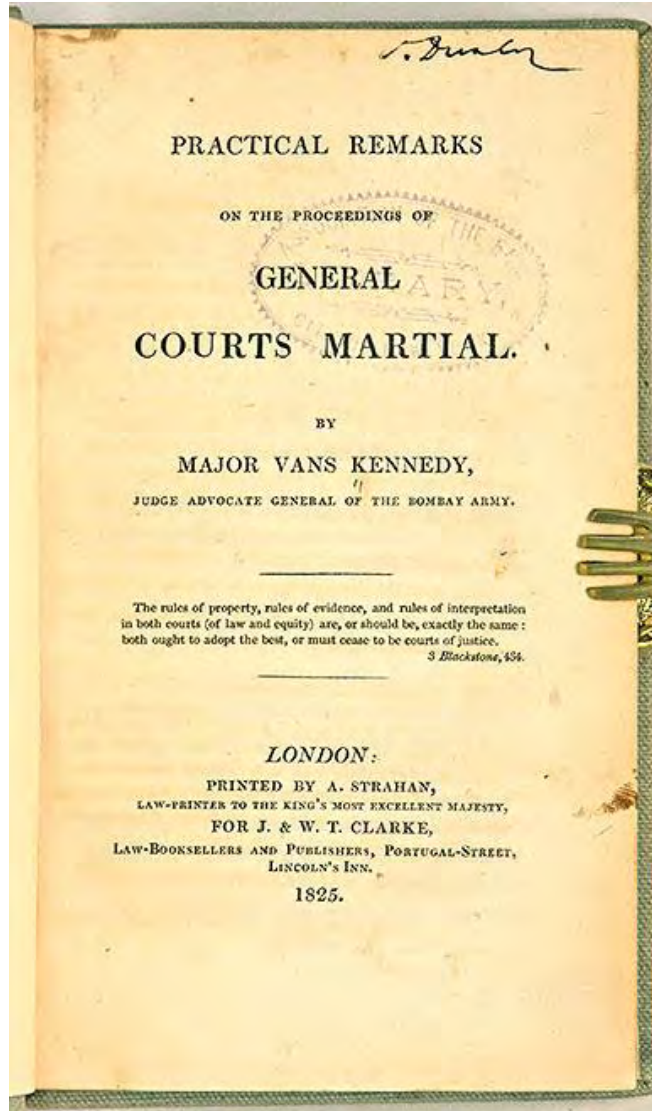 PRACTICAL REMARKS
ON THE PROCEEDINGS OF
GENERAL
COURTS MARTIAL.
BY
MAJOR VANS KENNEDY,
JUDGE ADVOCATE GENERAL OF THE BOMBAY ARMY.
The rules of property, rules of evidence, and rules of interpretation
in both courts (of law and equity) are, or should be, exactly the same :
both ought to adopt the best, or must cease to be courts of justice.
3 Blackstone, 434.
LONDON:
PRINTED BY A. STRAHAN,
LAW-PRINTER TO THE KING'S MOST EXCELLENT MAJESTY,
FOR J. & W. T. CLARKE,
LAW-BOOKSELLERS AND PUBLISHERS, PORTUGAL-STREET,
LINCOLN'S INN.
1825.